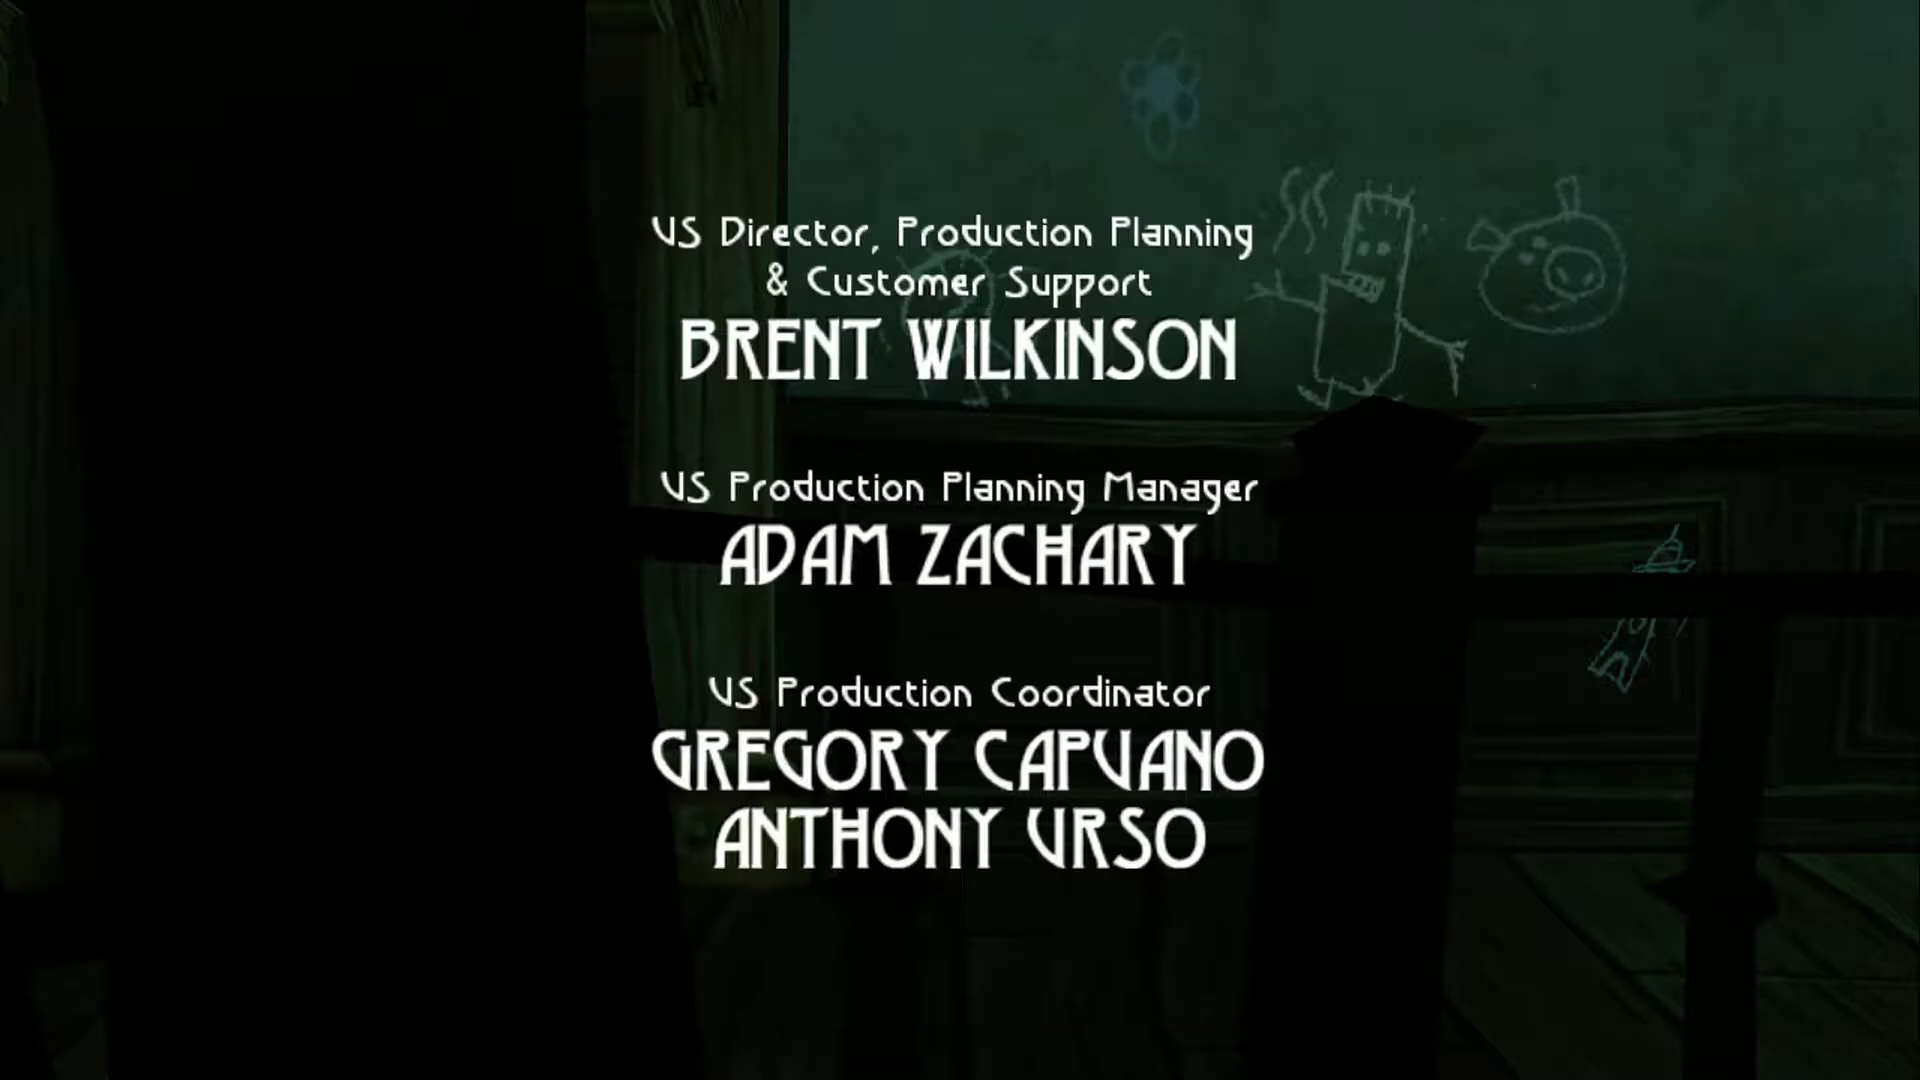 US Director, Production Planning
& Customer Support
BRENT WILKINSON
US Production Planning Manager
ADAM ZACHARY
US Production Coordinator
GREGORY CAPUANO
ANTHONY URSO